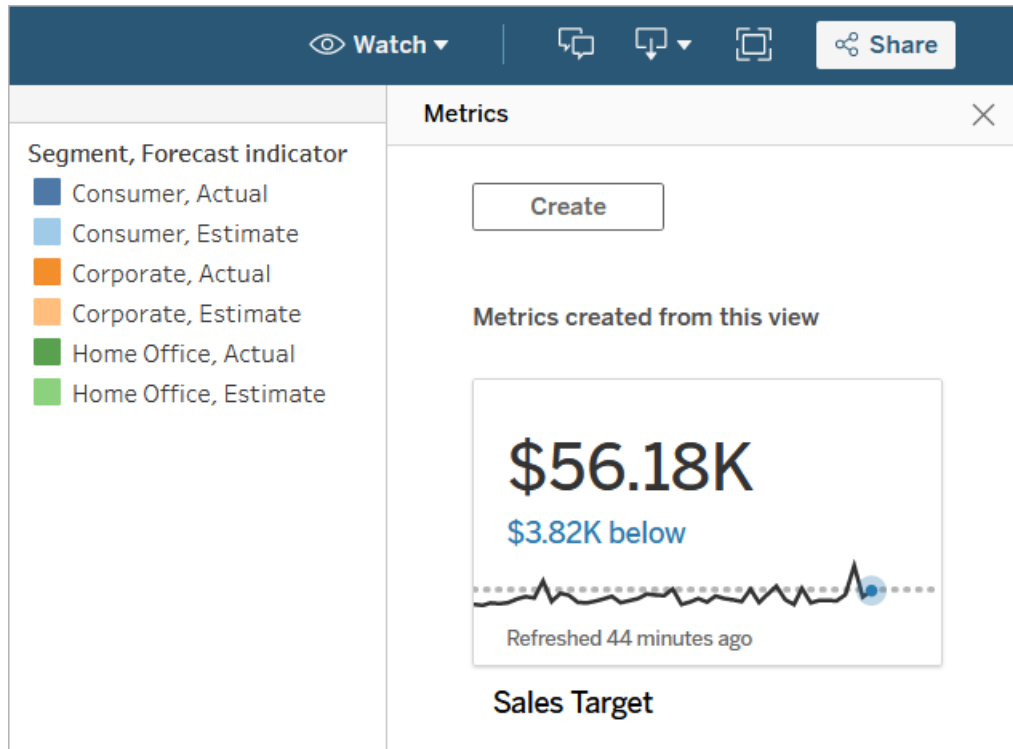 Watch
Share
Metrics
Segment, Forecast indicator
Consumer, Actual
Consumer, Estimate
Corporate, Actual
Corporate, Estimate
Home Office, Actual
Home Office, Estimate
Create
Metrics created from this view
$56.18K
$3.82K below
Refreshed 44 minutes ago
Sales Target